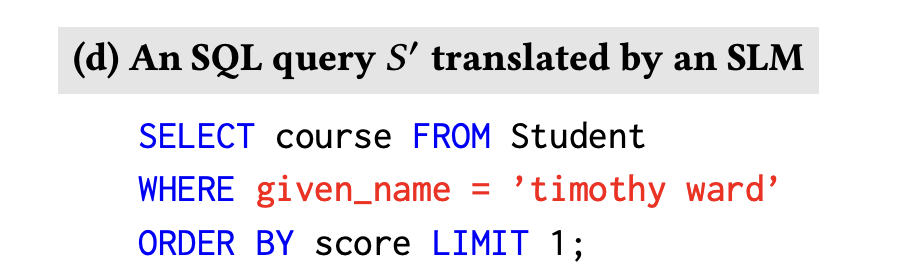 (d) An SQL query S′ translated by an SLM
SELECT course FROM Student
WHERE given_name = ’timothy ward’
ORDER BY score LIMIT 1;